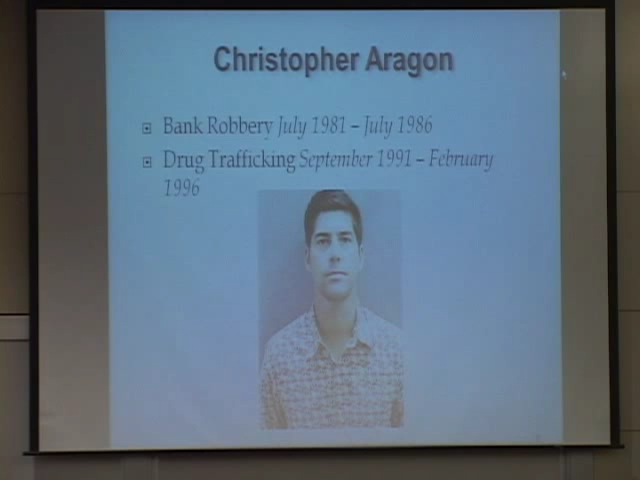 Christopher Aragon
Bank Robbery July 1981 – July 1986
Drug Trafficking September 1991 – February
1996